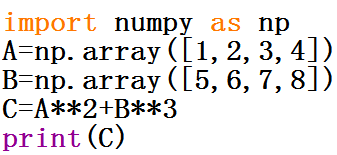 import numpy as np
A=np.array([1,2,3,4])
B=np.array([5,6,7,8])
C=A**2+B**3
print(C)